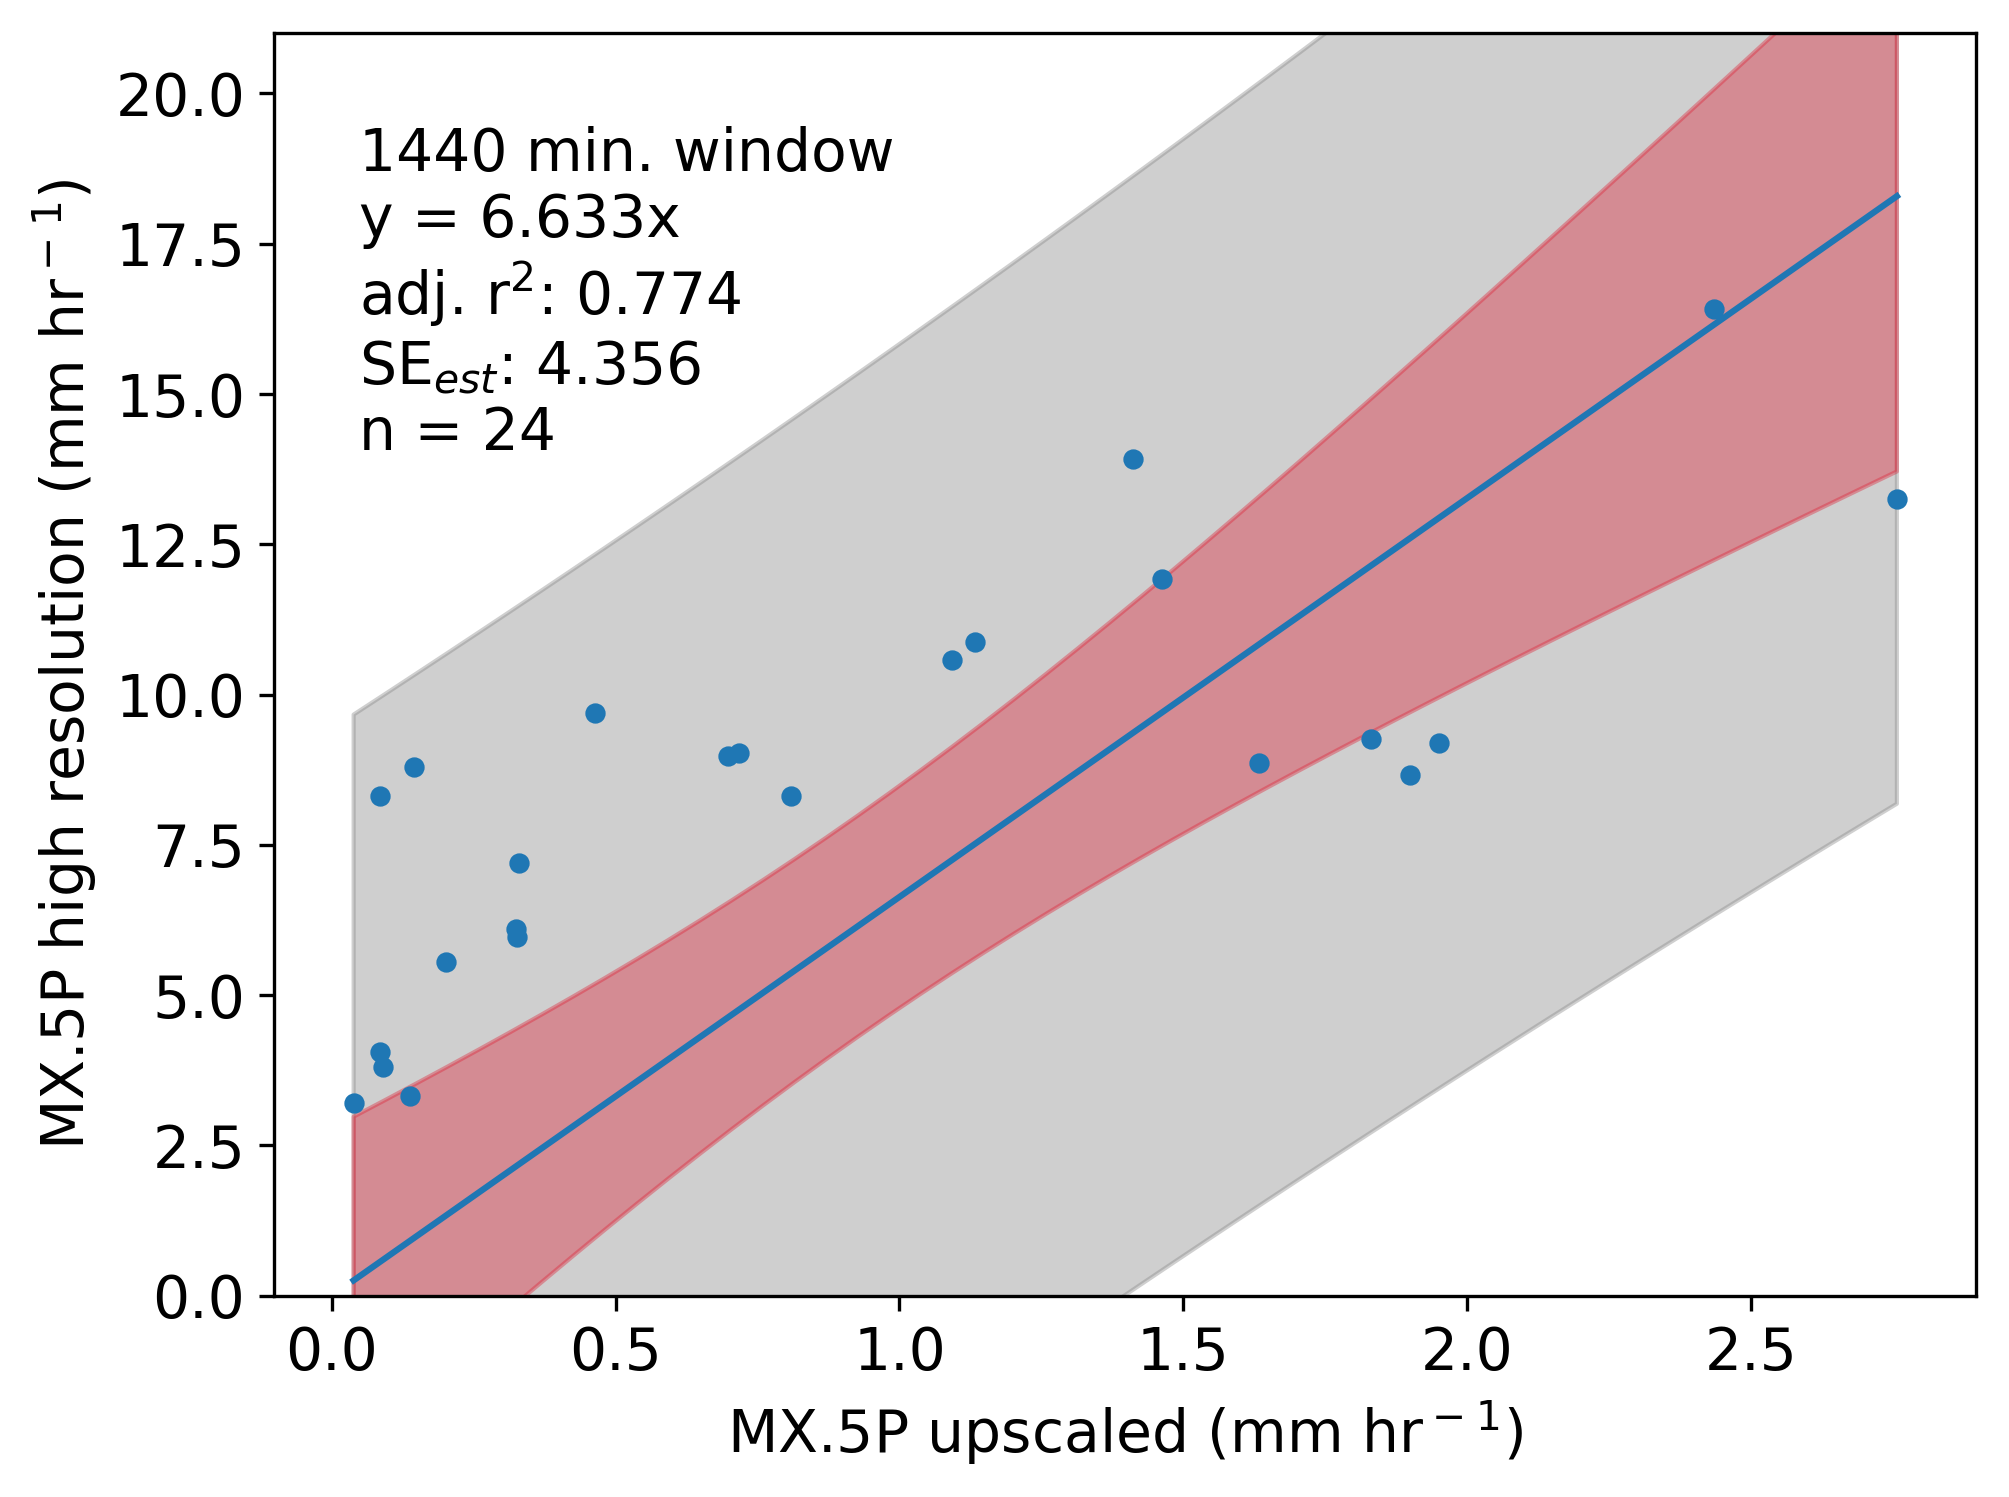 1440 min. window
y = 6.633x
adj. r²: 0.774
SEest: 4.356
n = 24
MX.5P high resolution (mm hr⁻¹)
20.0
17.5
15.0
12.5
10.0
7.5
5.0
2.5
0.0
0.0 0.5 1.0 1.5 2.0 2.5
MX.5P upscaled (mm hr⁻¹)